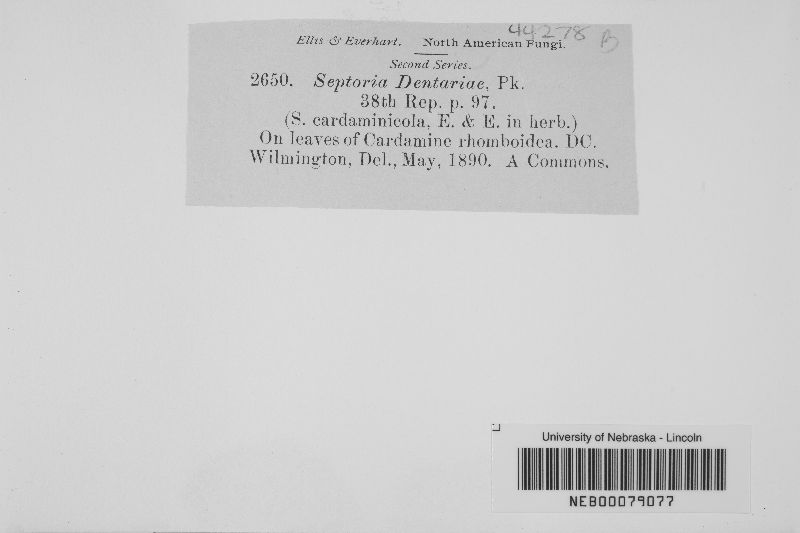 44278 B
Ellis & Everhart. North American Fungi.
Second Series.
2650. Septoria Dentariae, Pk.
38th Rep. p. 97.
(S. cardaminicola, E. & E. in herb.)
On leaves of Cardamine rhomboidea. DC.
Wilmington, Del., May, 1890. A Commons.
University of Nebraska - Lincoln
NEB00079077